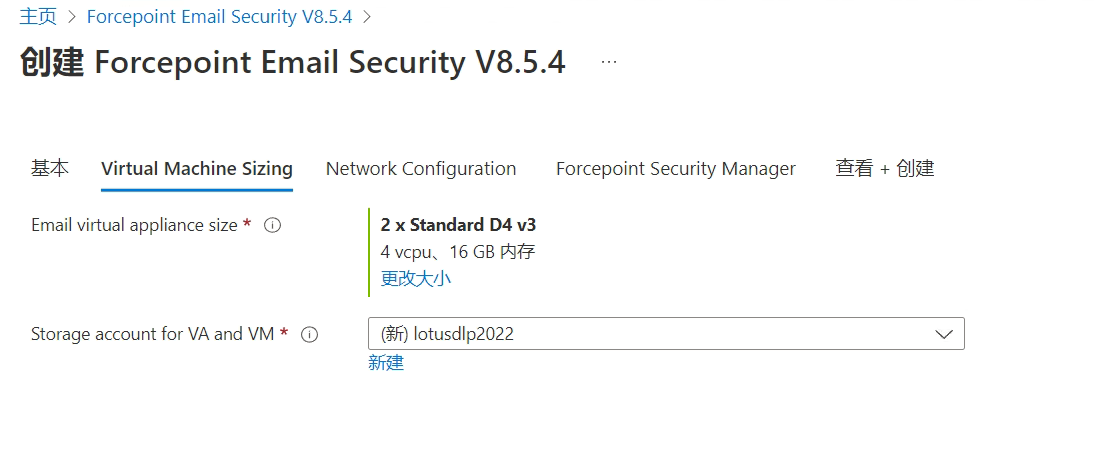 主页 > Forcepoint Email Security V8.5.4 >
创建 Forcepoint Email Security V8.5.4 ...
基本 Virtual Machine Sizing Network Configuration Forcepoint Security Manager 查看 + 创建
Email virtual appliance size * 2 x Standard D4 v3
4 vcpu、16 GB 内存
更改大小
Storage account for VA and VM * (新) lotusdlp2022
新建